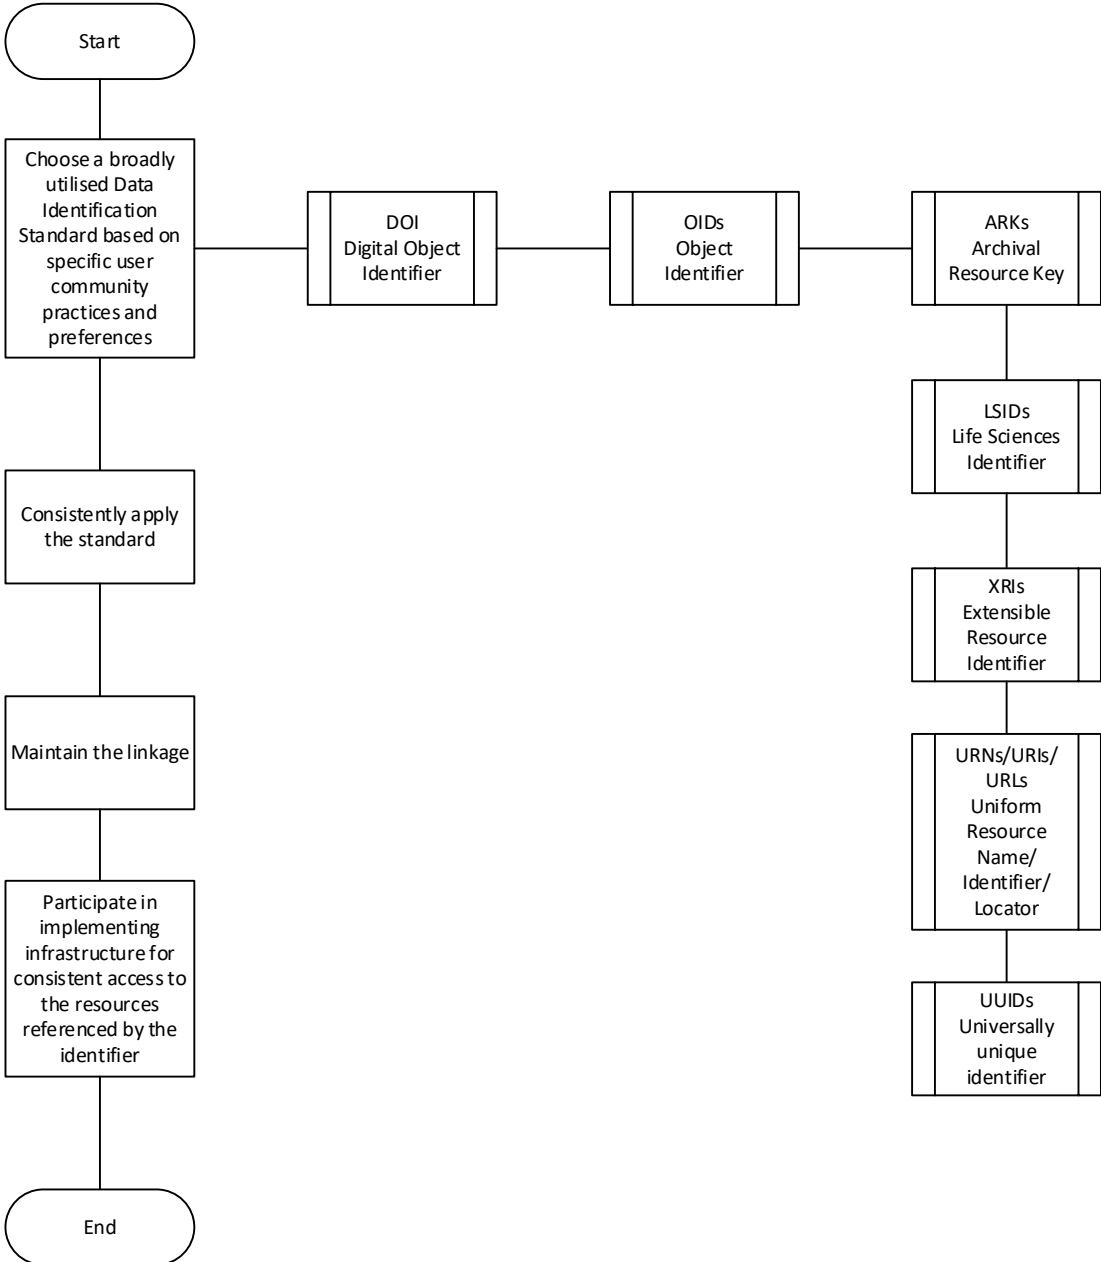 Start
Choose a broadly
utilised Data
Identification
Standard based on
specific user
community
practices and
preferences
DOI
Digital Object
Identifier
OIDs
Object
Identifier
ARKs
Archival
Resource Key
LSIDs
Life Sciences
Identifier
Consistently apply
the standard
XRIs
Extensible
Resource
Identifier
Maintain the linkage
URNs/URIs/
URLs
Uniform
Resource
Name/
Identifier/
Locator
Participate in
implementing
infrastructure for
consistent access to
the resources
referenced by the
identifier
UUIDs
Universally
unique
identifier
End